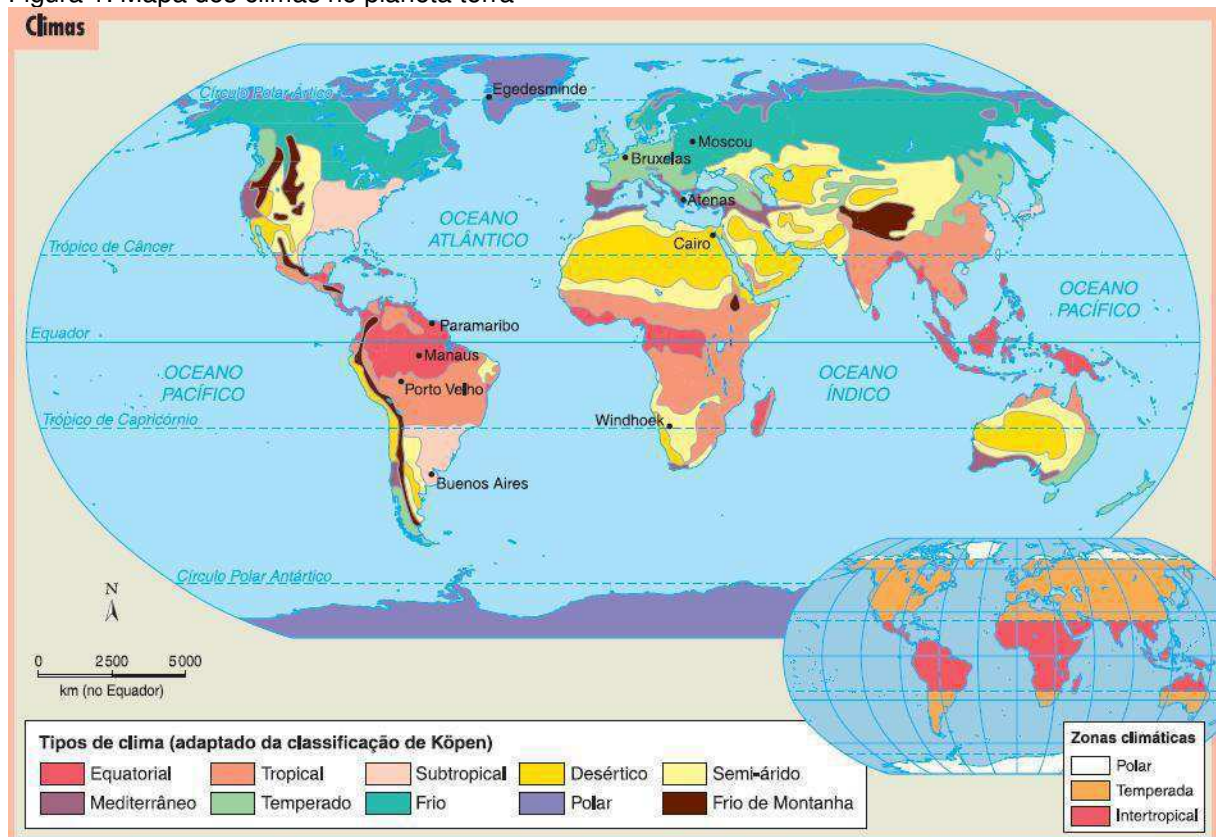 Figura 1: Mapa dos climas no planeta terra
Climas
Círculo Polar Ártico
Egedesminde
Moscou
Bruxelas
Atenas
OCEANO
ATLÂNTICO
Cairo
Trópico de Câncer
OCEANO
PACÍFICO
Equador
Paramaribo
Manaus
OCEANO
PACÍFICO
Porto Velho
OCEANO
ÍNDICO
Trópico de Capricórnio
Windhoek
Buenos Aires
Círculo Polar Antártico
N
0 2500 5000
km (no Equador)
Tipos de clima (adaptado da classificação de Köpen)
Equatorial Tropical Subtropical Desértico Semi-árido
Mediterrâneo Temperado Frio Polar Frio de Montanha
Zonas climáticas
Polar
Temperada
Intertropical